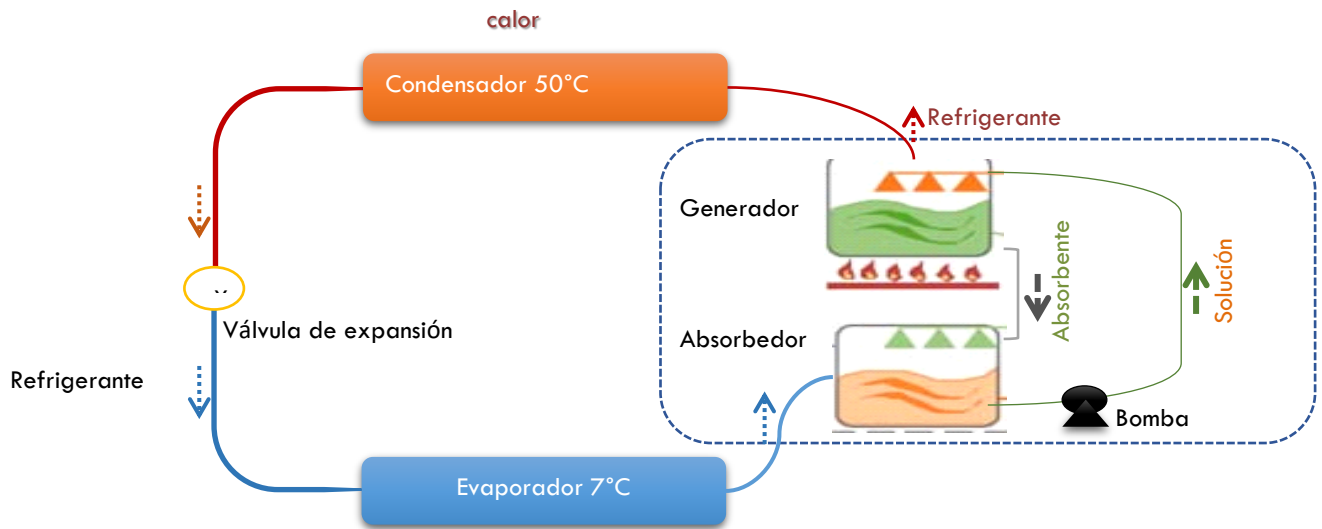 calor
Condensador 50°C
Refrigerante
Generador
Absorbente
Solución
Válvula de expansión
Absorbedor
Refrigerante
Bomba
Evaporador 7°C